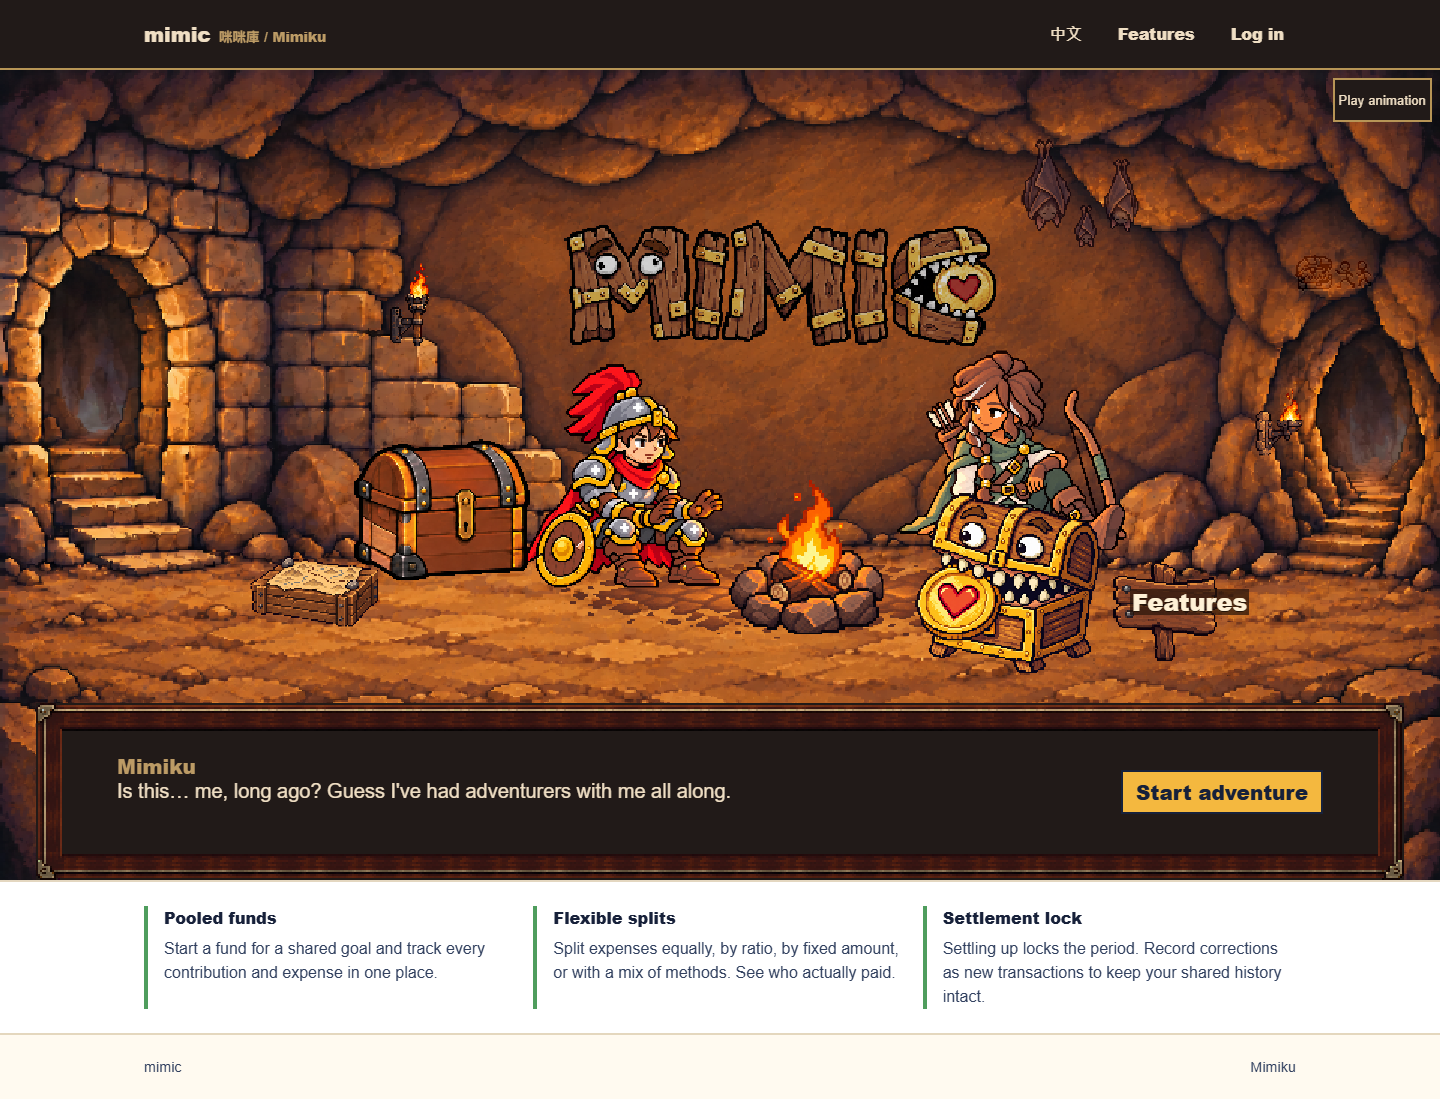 mimic 咪咪庫 / Mimiku
中文 Features Log in
Play animation
MIMIC
Features
Mimiku
Is this… me, long ago? Guess I've had adventurers with me all along.
Start adventure
Pooled funds
Start a fund for a shared goal and track every
contribution and expense in one place.
Flexible splits
Split expenses equally, by ratio, by fixed amount,
or with a mix of methods. See who actually paid.
Settlement lock
Settling up locks the period. Record corrections
as new transactions to keep your shared history
intact.
mimic
Mimiku